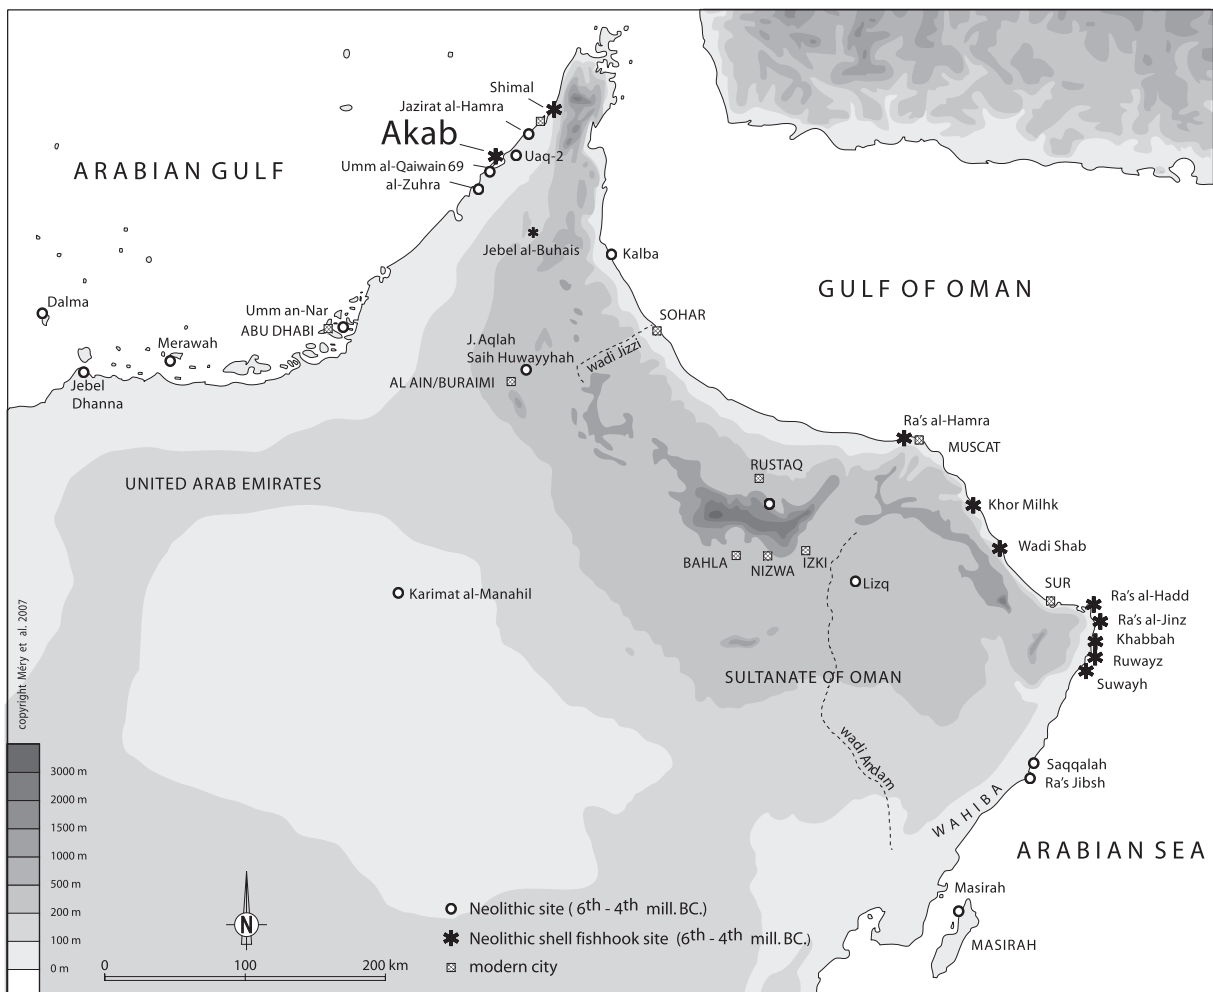 Shimal
Jazirat al-Hamra
Akab
Uaq-2
Umm al-Qaiwain 69
al-Zuhra
ARABIAN GULF
Jebel al-Buhais
Kalba
GULF OF OMAN
Dalma
Umm an-Nar
ABU DHABI
SOHAR
Merawah
J. Aqlah
Saih Huwayyhah
wadi Jizzi
Jebel
Dhanna
AL AIN/BURAIMI
Ra's al-Hamra
MUSCAT
RUSTAQ
UNITED ARAB EMIRATES
Khor Milhk
Wadi Shab
BAHLA
NIZWA
IZKI
Lizq
SUR
Karimat al-Manahil
Ra's al-Hadd
Ra's al-Jinz
Khabbah
Ruwayz
Suwayh
SULTANATE OF OMAN
copyright Méry et al. 2007
wadi Andam
Saqqalah
Ra's Jibsh
WAHIBA
ARABIAN SEA
Masirah
MASIRAH
3000 m
2000 m
1500 m
1000 m
500 m
200 m
100 m
0 m
N
0 100 200 km
Neolithic site ( 6th - 4th mill. BC.)
Neolithic shell fishhook site (6th - 4th mill. BC.)
modern city